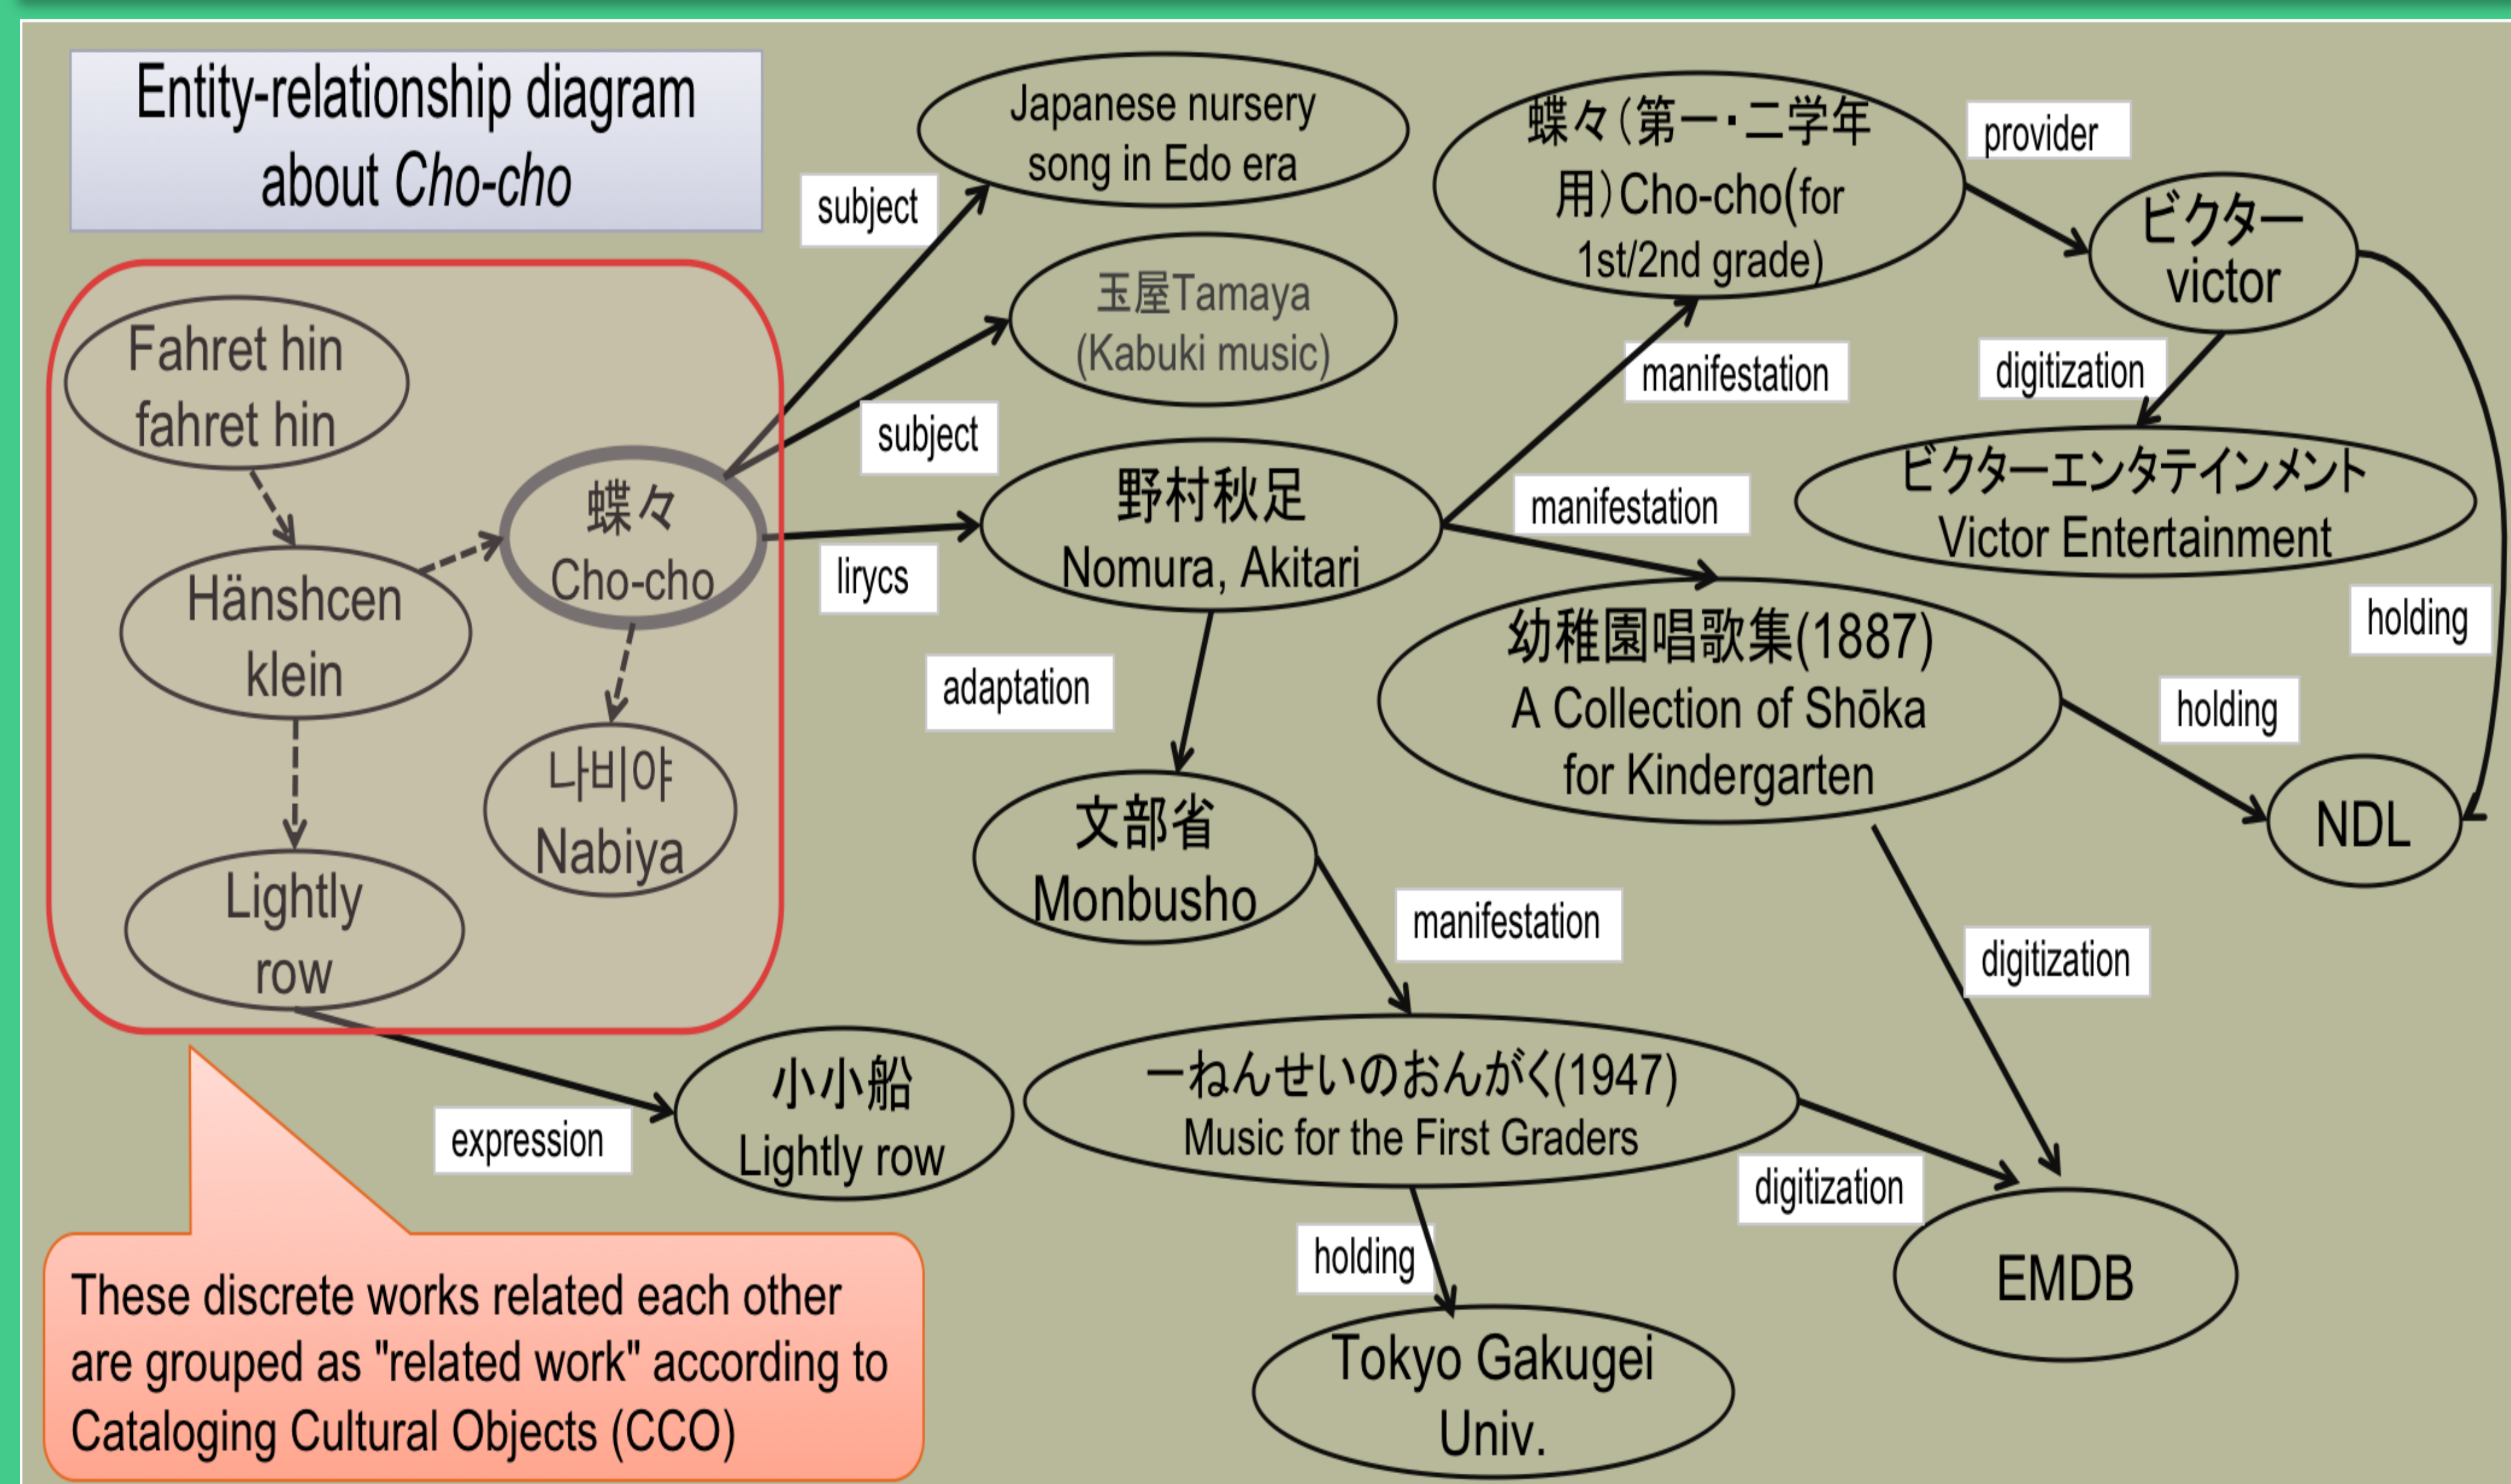 Entity-relationship diagram
about Cho-cho
Japanese nursery
song in Edo era
subject
玉屋Tamaya
(Kabuki music)
subject
蝶々(第一・二学年
用)Cho-cho(for
1st/2nd grade)
provider
ビクター
victor
manifestation
digitization
ビクターエンタテインメント
Victor Entertainment
holding
Fahret hin
fahret hin
蝶々
Cho-cho
Hänshcen
klein
나비야
Nabiya
Lightly
row
lirycs
野村秋足
Nomura, Akitari
manifestation
adaptation
幼稚園唱歌集(1887)
A Collection of Shōka
for Kindergarten
holding
NDL
文部省
Monbusho
manifestation
digitization
expression
小小船
Lightly row
一ねんせいのおんがく(1947)
Music for the First Graders
digitization
holding
EMDB
Tokyo Gakugei
Univ.
These discrete works related each other
are grouped as "related work" according to
Cataloging Cultural Objects (CCO)